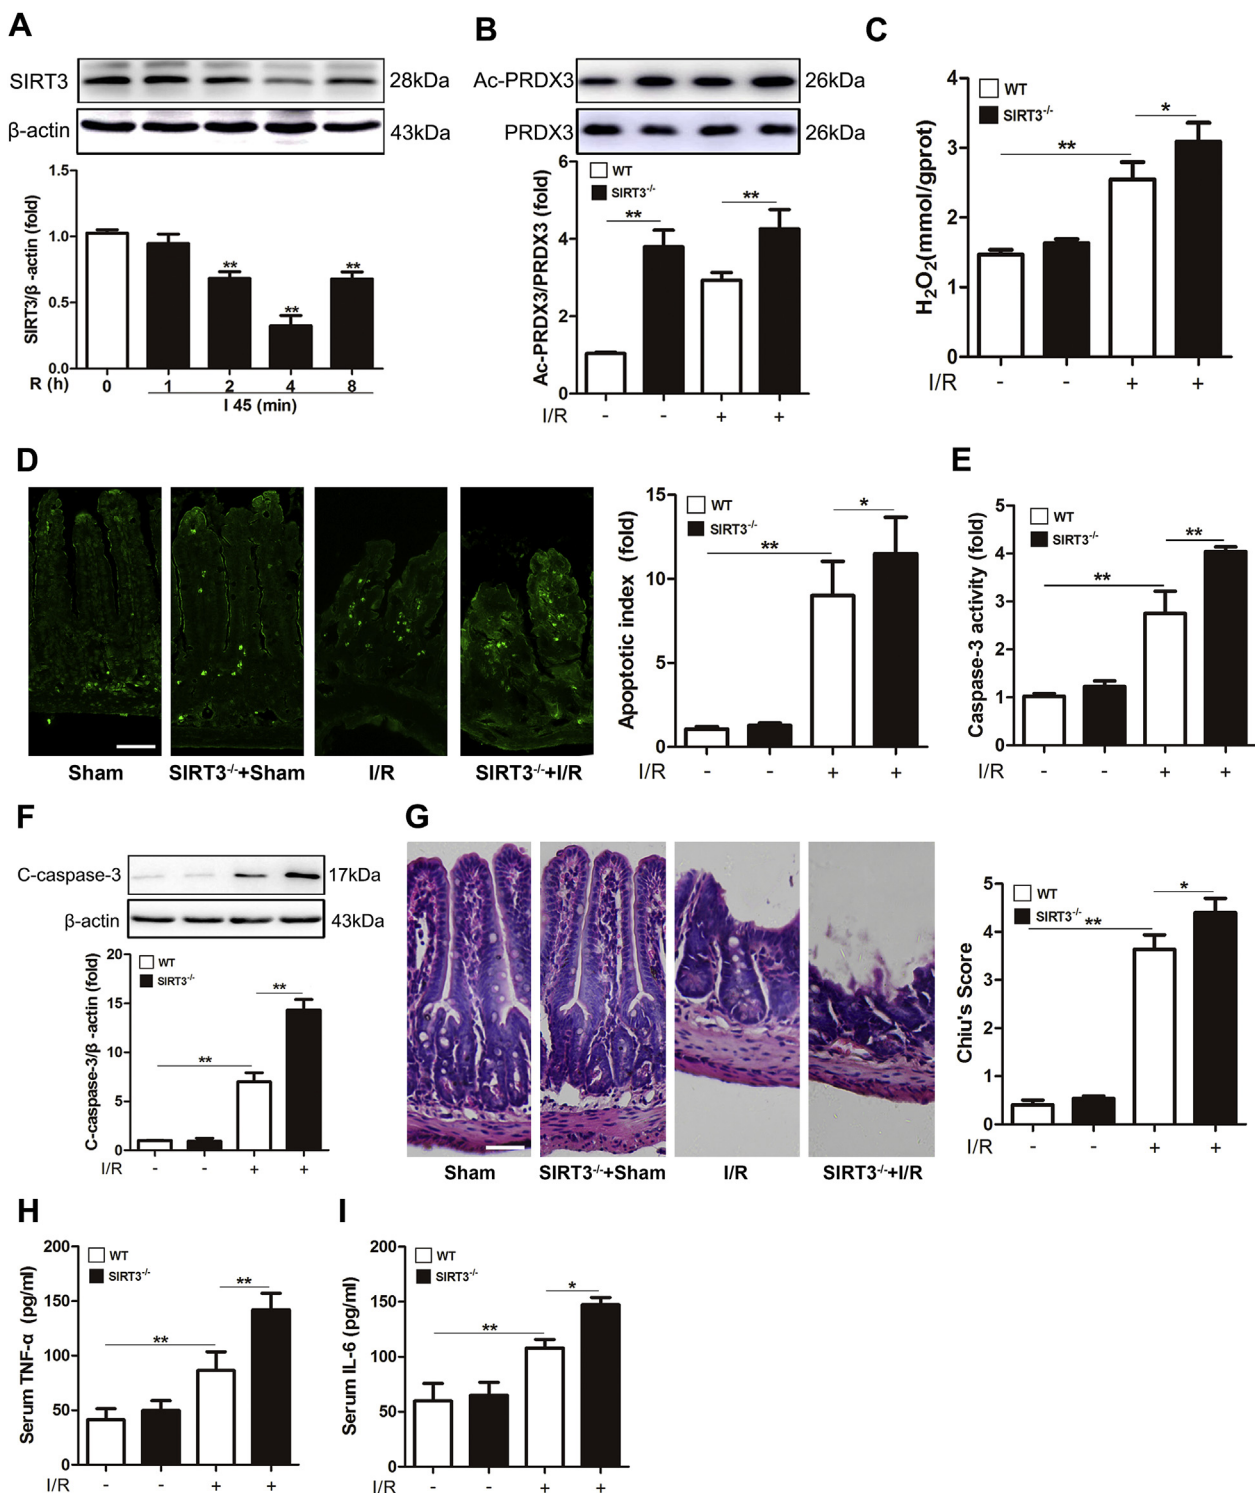 A
SIRT3
28kDa
β-actin
43kDa
SIRT3/β -actin (fold)
1.5
1.0
0.5
0.0
**
**
**
R (h)
0
1
2
4
8
I 45 (min)
B
Ac-PRDX3
26kDa
PRDX3
26kDa
Ac-PRDX3/PRDX3 (fold)
6
4
2
0
WT
SIRT3-/-
**
**
I/R
-
-
+
+
C
H2O2(mmol/gprot)
4
3
2
1
0
WT
SIRT3-/-
**
*
I/R
-
-
+
+
D
Sham
SIRT3-/-+Sham
I/R
SIRT3-/-+I/R
Apoptotic index (fold)
15
10
5
0
WT
SIRT3-/-
**
*
I/R
-
-
+
+
E
Caspase-3 activity (fold)
5
4
3
2
1
0
WT
SIRT3-/-
**
**
I/R
-
-
+
+
F
C-caspase-3
17kDa
β-actin
43kDa
C-caspase-3/β -actin (fold)
20
15
10
5
0
WT
SIRT3-/-
**
**
I/R
-
-
+
+
G
Sham
SIRT3-/-+Sham
I/R
SIRT3-/-+I/R
Chiu's Score
5
4
3
2
1
0
WT
SIRT3-/-
**
*
I/R
-
-
+
+
H
Serum TNF-α (pg/ml)
200
150
100
50
0
WT
SIRT3-/-
**
**
I/R
-
-
+
+
I
Serum IL-6 (pg/ml)
200
150
100
50
0
WT
SIRT3-/-
**
*
I/R
-
-
+
+